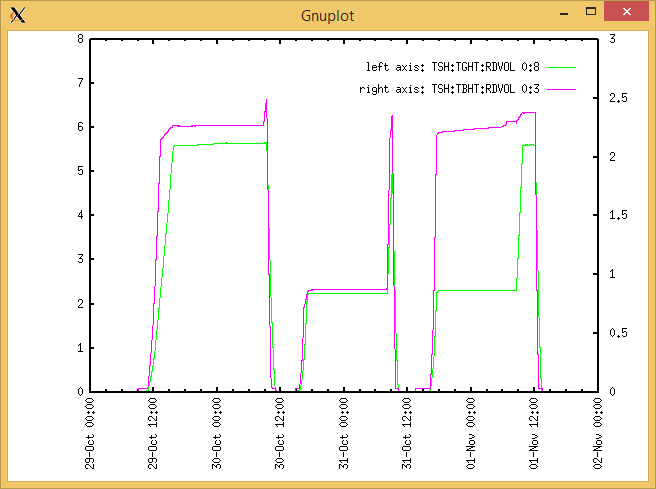 Gnuplot
left axis: TSH:TGHT:RDVOL 0:8
right axis: TSH:TBHT:RDVOL 0:3
8
7
6
5
4
3
2
1
0
3
2.5
2
1.5
1
0.5
0
29-Oct 00:00
29-Oct 12:00
30-Oct 00:00
30-Oct 12:00
31-Oct 00:00
31-Oct 12:00
01-Nov 00:00
01-Nov 12:00
02-Nov 00:00